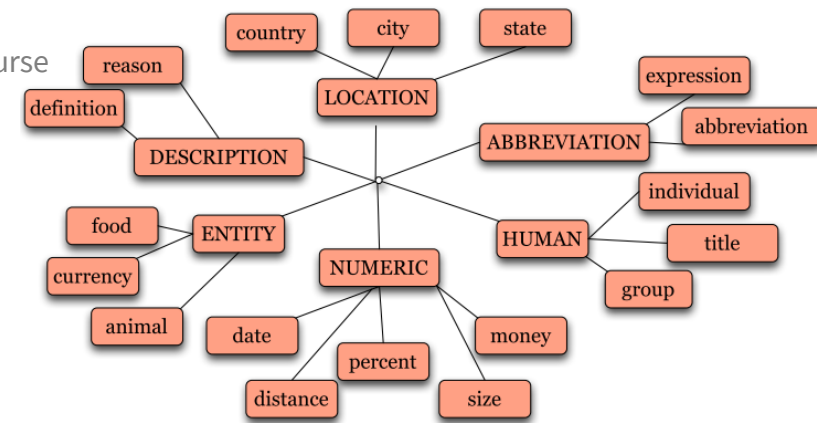 country
city
state
urse
reason
expression
definition
LOCATION
abbreviation
DESCRIPTION
ABBREVIATION
individual
food
ENTITY
HUMAN
title
currency
NUMERIC
group
animal
date
money
percent
distance
size